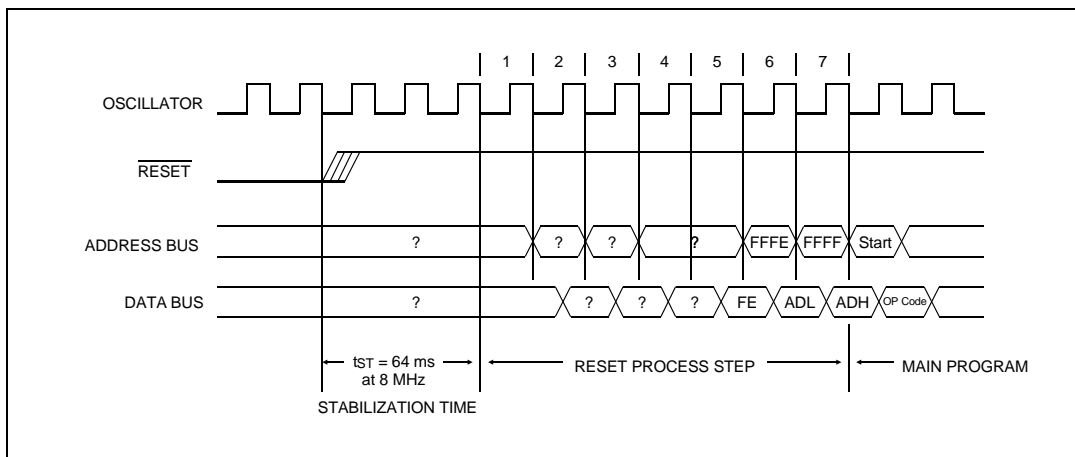 1 2 3 4 5 6 7
OSCILLATOR
RESET
ADDRESS BUS ? ? ? ? FFFE FFFF Start
DATA BUS ? ? ? ? FE ADL ADH OP Code
tST = 64 ms
at 8 MHz
RESET PROCESS STEP
MAIN PROGRAM
STABILIZATION TIME